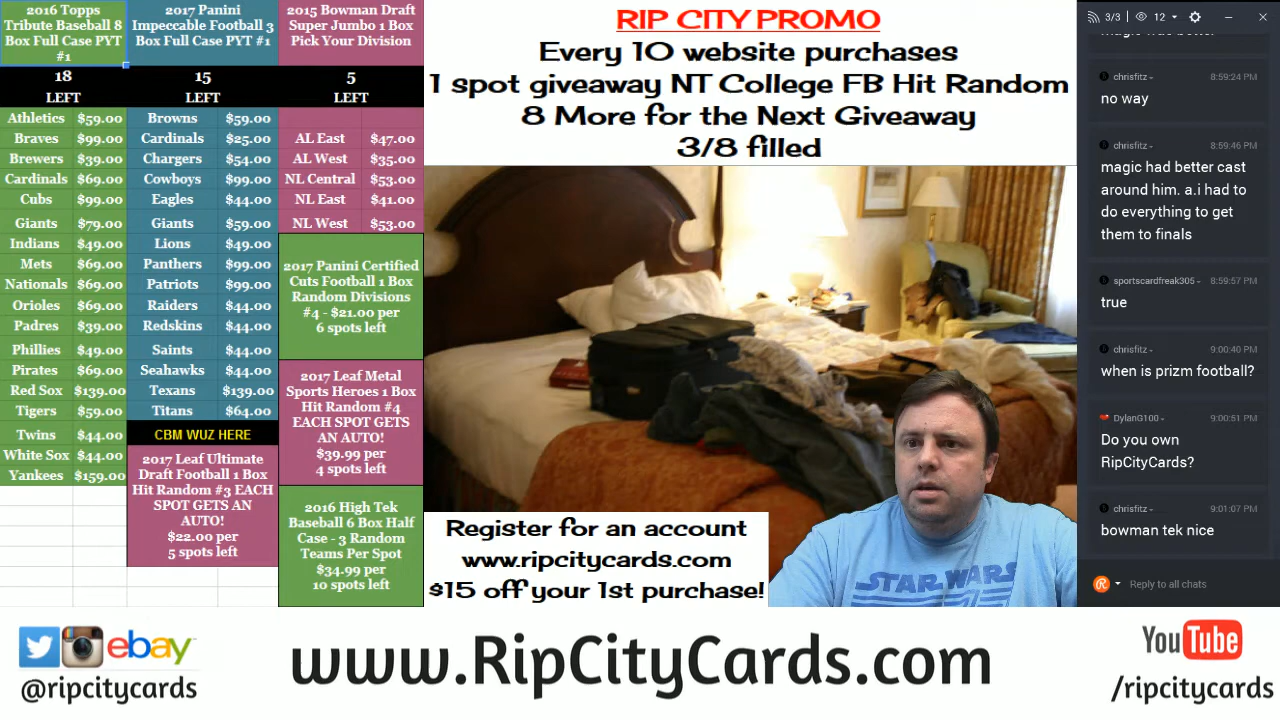 2016 Topps
Tribute Baseball 8
Box Full Case PYT
#1
18
LEFT
Athletics $59.00
Braves $99.00
Brewers $39.00
Cardinals $69.00
Cubs $99.00
Giants $79.00
Indians $49.00
Mets $69.00
Nationals $69.00
Orioles $69.00
Padres $39.00
Phillies $49.00
Pirates $69.00
Red Sox $139.00
Tigers $59.00
Twins $44.00
White Sox $44.00
Yankees $159.00
2017 Panini
Impeccable Football 3
Box Full Case PYT #1
15
LEFT
Browns $59.00
Cardinals $25.00
Chargers $54.00
Cowboys $99.00
Eagles $44.00
Giants $59.00
Lions $49.00
Panthers $99.00
Patriots $99.00
Raiders $44.00
Redskins $44.00
Saints $44.00
Seahawks $44.00
Texans $139.00
Titans $64.00
CBM WUZ HERE
2017 Leaf Ultimate
Draft Football 1 Box
Hit Random #3 EACH
SPOT GETS AN
AUTO!
$22.00 per
5 spots left
2015 Bowman Draft
Super Jumbo 1 Box
Pick Your Division
5
LEFT
AL East $47.00
AL West $35.00
NL Central $53.00
NL East $41.00
NL West $53.00
2017 Panini Certified
Cuts Football 1 Box
Random Divisions
#4 - $21.00 per
6 spots left
2017 Leaf Metal
Sports Heroes 1 Box
Hit Random #4
EACH SPOT GETS
AN AUTO!
$39.99 per
4 spots left
2016 High Tek
Baseball 6 Box Half
Case - 3 Random
Teams Per Spot
$34.99 per
10 spots left
RIP CITY PROMO
Every 10 website purchases
1 spot giveaway NT College FB Hit Random
8 More for the Next Giveaway
3/8 filled
Register for an account
www.ripcitycards.com
$15 off your 1st purchase!
STAR WARS
3/3 12
chrisfitz 8:59:24 PM
no way
chrisfitz 8:59:46 PM
magic had better cast
around him. a.i had to
do everything to get
them to finals
sportscardfreak305 8:59:57 PM
true
chrisfitz 9:00:40 PM
when is prizm football?
DylanG100 9:00:51 PM
Do you own
RipCityCards?
chrisfitz 9:01:07 PM
bowman tek nice
Reply to all chats
ebay
@ripcitycards
www.RipCityCards.com
YouTube
/ripcitycards